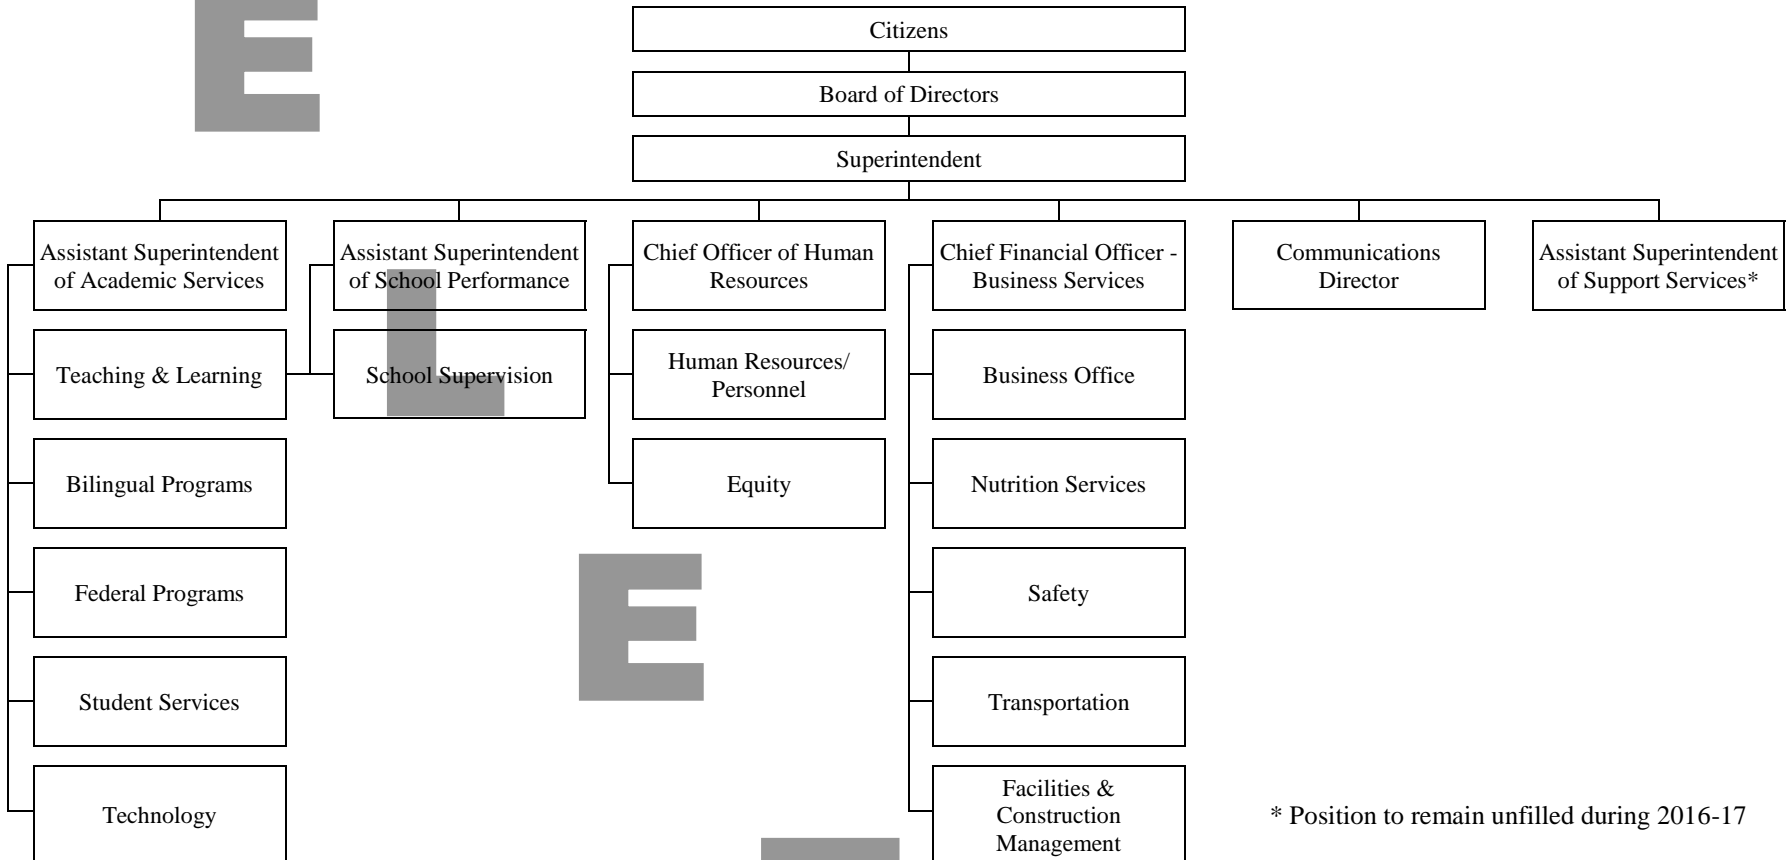 Citizens
Board of Directors
Superintendent
Assistant Superintendent
of Academic Services
Assistant Superintendent
of School Performance
Chief Officer of Human
Resources
Chief Financial Officer -
Business Services
Communications
Director
Assistant Superintendent
of Support Services*
Teaching & Learning
School Supervision
Human Resources/
Personnel
Business Office
Bilingual Programs
Equity
Nutrition Services
Federal Programs
Safety
Student Services
Transportation
Technology
Facilities &
Construction
Management
* Position to remain unfilled during 2016-17
E
L
E